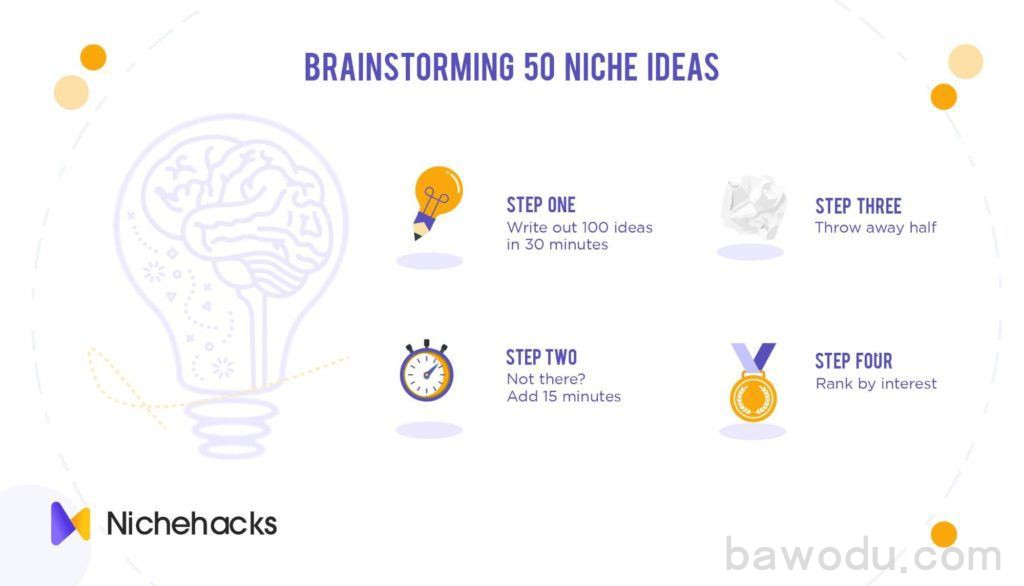 BRAINSTORMING 50 NICHE IDEAS
STEP ONE
Write out 100 ideas
in 30 minutes
STEP TWO
Not there?
Add 15 minutes
STEP THREE
Throw away half
STEP FOUR
Rank by interest
Nichehacks
bawodu.com